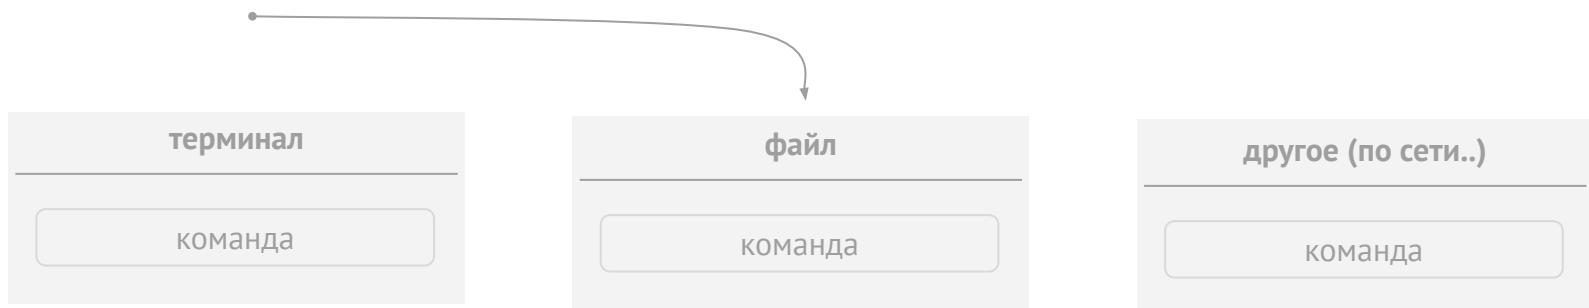 терминал
файл
другое (по сети..)
команда
команда
команда